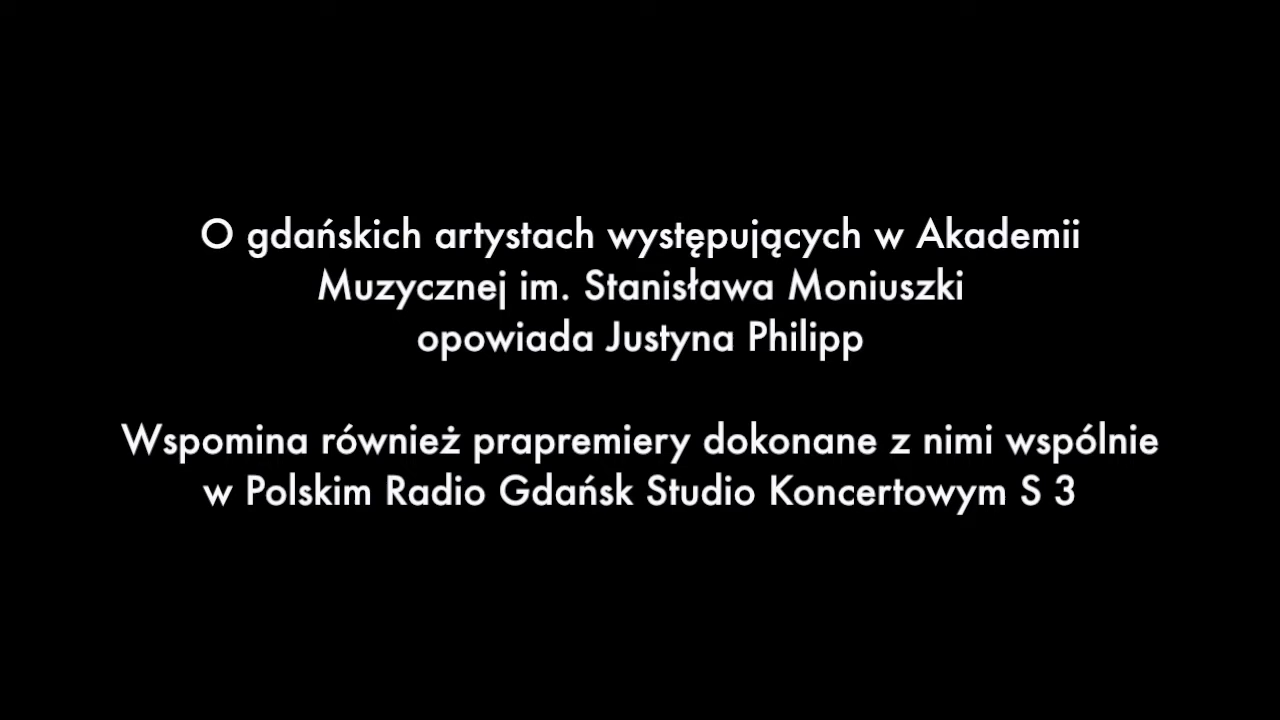 O gdańskich artystach występujących w Akademii
Muzycznej im. Stanisława Moniuszki
opowiada Justyna Philipp
Wspomina również prapremiery dokonane z nimi wspólnie
w Polskim Radio Gdańsk Studio Koncertowym S 3